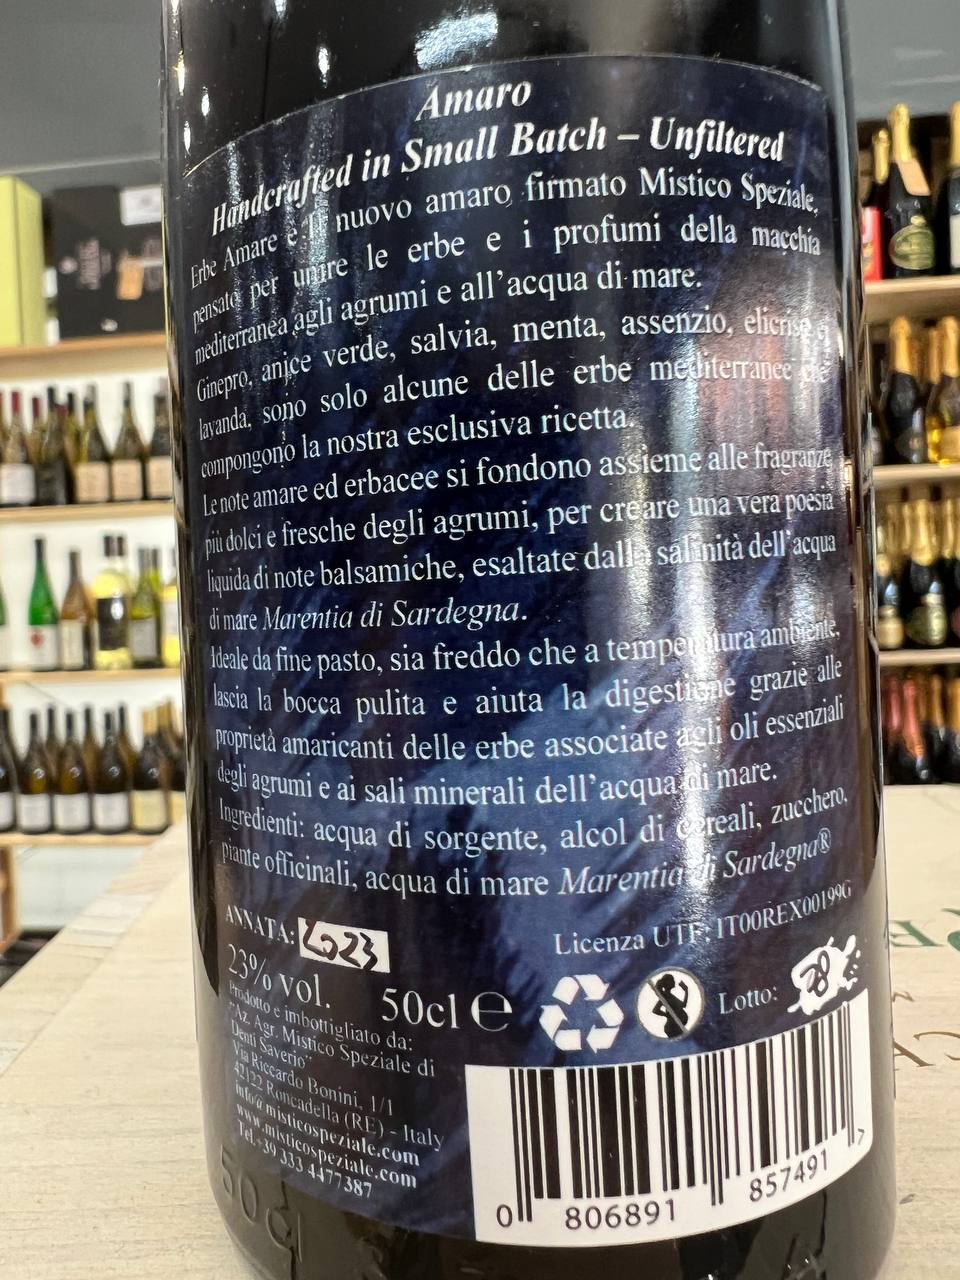 Amaro
Handcrafted in Small Batch – Unfiltered
Erbe Amare è il nuovo amaro firmato Mistico Speziale,
pensato per unire le erbe e i profumi della macchia
mediterranea agli agrumi e all'acqua di mare.
Ginepro, anice verde, salvia, menta, assenzio, elicriso e
lavanda, sono solo alcune delle erbe mediterranee che
compongono la nostra esclusiva ricetta.
Le note amare ed erbacee si fondono assieme alle fragranze
più dolci e fresche degli agrumi, per creare una vera poesia
liquida di note balsamiche, esaltate dalla salinità dell'acqua
di mare Marentia di Sardegna.
Ideale da fine pasto, sia freddo che a temperatura ambiente,
lascia la bocca pulita e aiuta la digestione grazie alle
proprietà amaricanti delle erbe associate agli oli essenziali
degli agrumi e ai sali minerali dell'acqua di mare.
Ingredienti: acqua di sorgente, alcol di cereali, zucchero,
piante officinali, acqua di mare Marentia di Sardegna®
ANNATA: 2023
Licenza UTF: IT00REX00199G
23% vol. 50cl ℮
Lotto: 28
Prodotto e imbottigliato da:
"Az. Agr. Mistico Speziale di
Denti Saverio"
Via Riccardo Bonini, 1/1
42122 Roncadella (RE) - Italy
info@misticospeziale.com
www.misticospeziale.com
Tel.+39 333 4477387
0 806891 857491 7
50 cl